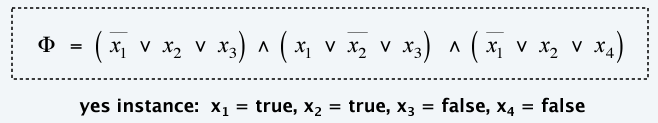 Φ = ( x̅₁ ∨ x₂ ∨ x₃ ) ∧ ( x₁ ∨ x̅₂ ∨ x₃ ) ∧ ( x̅₁ ∨ x₂ ∨ x₄ )
yes instance: x₁ = true, x₂ = true, x₃ = false, x₄ = false